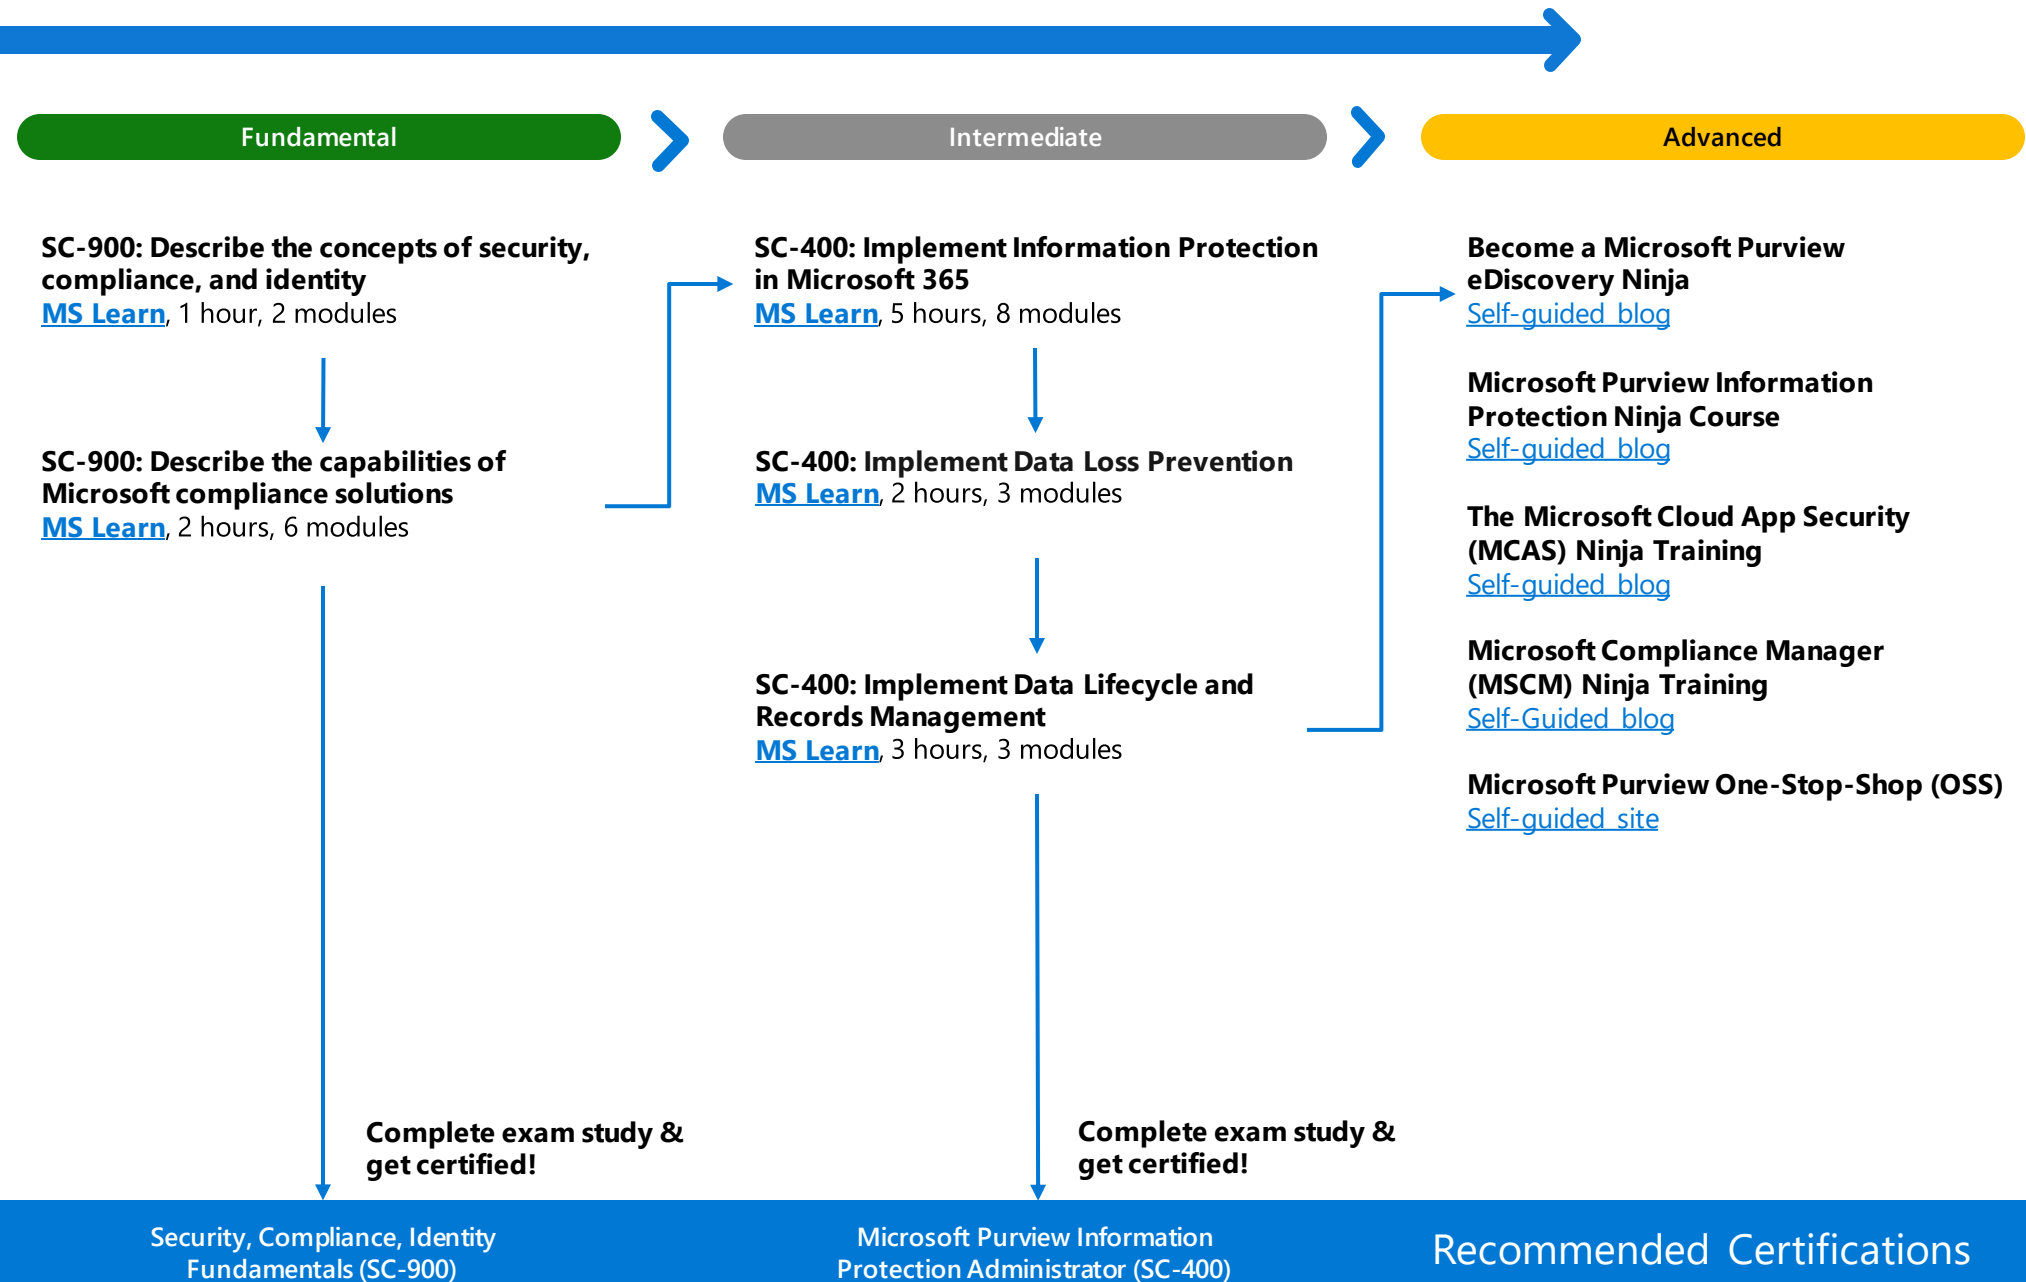 Fundamental
Intermediate
Advanced
SC-900: Describe the concepts of security,
compliance, and identity
MS Learn, 1 hour, 2 modules
SC-900: Describe the capabilities of
Microsoft compliance solutions
MS Learn, 2 hours, 6 modules
Complete exam study &
get certified!
Security, Compliance, Identity
Fundamentals (SC-900)
SC-400: Implement Information Protection
in Microsoft 365
MS Learn, 5 hours, 8 modules
SC-400: Implement Data Loss Prevention
MS Learn, 2 hours, 3 modules
SC-400: Implement Data Lifecycle and
Records Management
MS Learn, 3 hours, 3 modules
Complete exam study &
get certified!
Microsoft Purview Information
Protection Administrator (SC-400)
Become a Microsoft Purview
eDiscovery Ninja
Self-guided blog
Microsoft Purview Information
Protection Ninja Course
Self-guided blog
The Microsoft Cloud App Security
(MCAS) Ninja Training
Self-guided blog
Microsoft Compliance Manager
(MSCM) Ninja Training
Self-Guided blog
Microsoft Purview One-Stop-Shop (OSS)
Self-guided site
Recommended Certifications